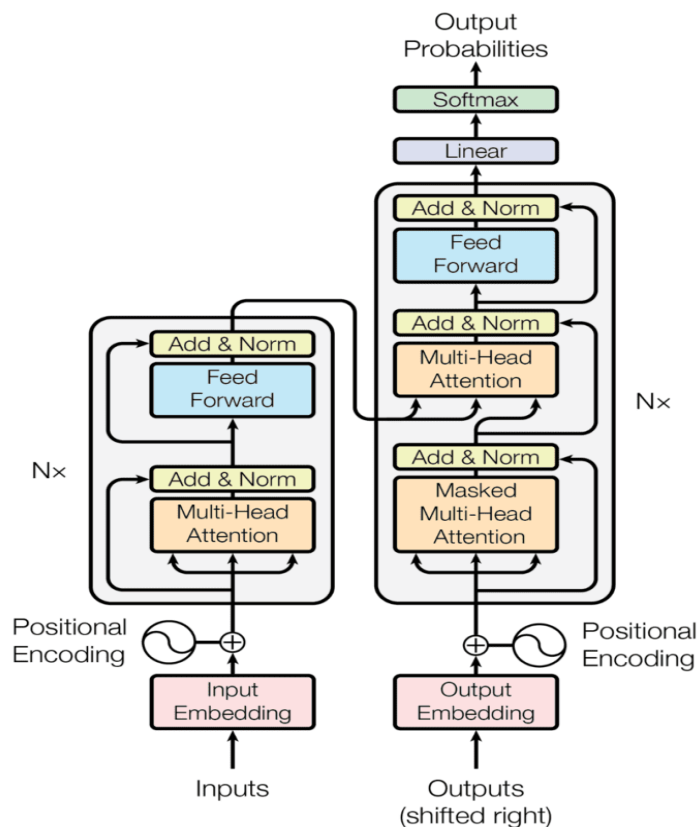 Output
Probabilities
Softmax
Linear
Add & Norm
Feed
Forward
Add & Norm
Multi-Head
Attention
Add & Norm
Masked
Multi-Head
Attention
N×
Add & Norm
Feed
Forward
Add & Norm
Multi-Head
Attention
N×
Positional
Encoding
Positional
Encoding
Input
Embedding
Output
Embedding
Inputs
Outputs
(shifted right)